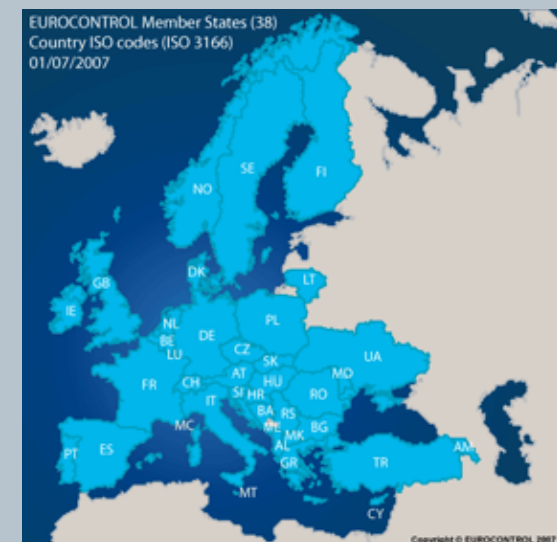 EUROCONTROL Member States (38)
Country ISO codes (ISO 3166)
01/07/2007
NO
SE
FI
DK
LT
GB
IE
NL
BE
LU
DE
PL
CZ
SK
UA
FR
CH
AT
HU
MD
SI
HR
RO
IT
BA
RS
MC
ME
MK
BG
AL
PT
ES
GR
TR
AM
MT
CY
Copyright © EUROCONTROL 2007